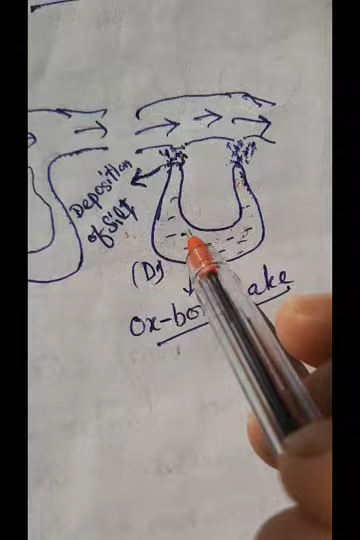 Deposition
of silt
(D)
Ox-bo ake